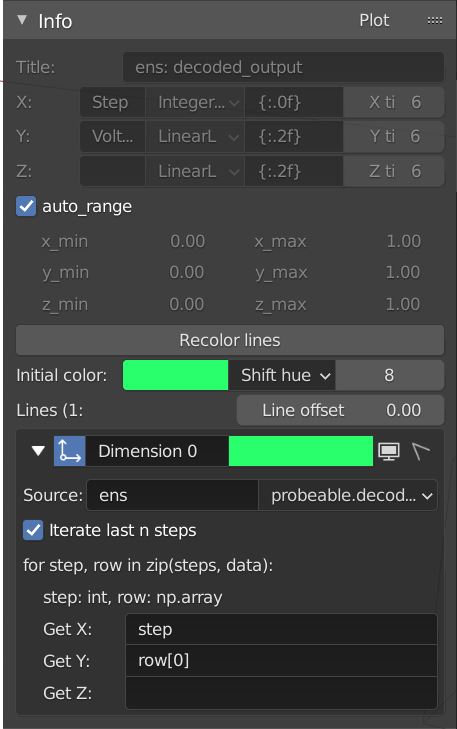 Info Plot
Title: ens: decoded_output
X: Step Integer... {:.0f} X ti 6
Y: Volt... LinearL {:.2f} Y ti 6
Z: LinearL {:.2f} Z ti 6
auto_range
x_min 0.00 x_max 1.00
y_min 0.00 y_max 1.00
z_min 0.00 z_max 1.00
Recolor lines
Initial color: Shift hue 8
Lines (1: Line offset 0.00
Dimension 0
Source: ens probeable.decod...
Iterate last n steps
for step, row in zip(steps, data):
step: int, row: np.array
Get X: step
Get Y: row[0]
Get Z: